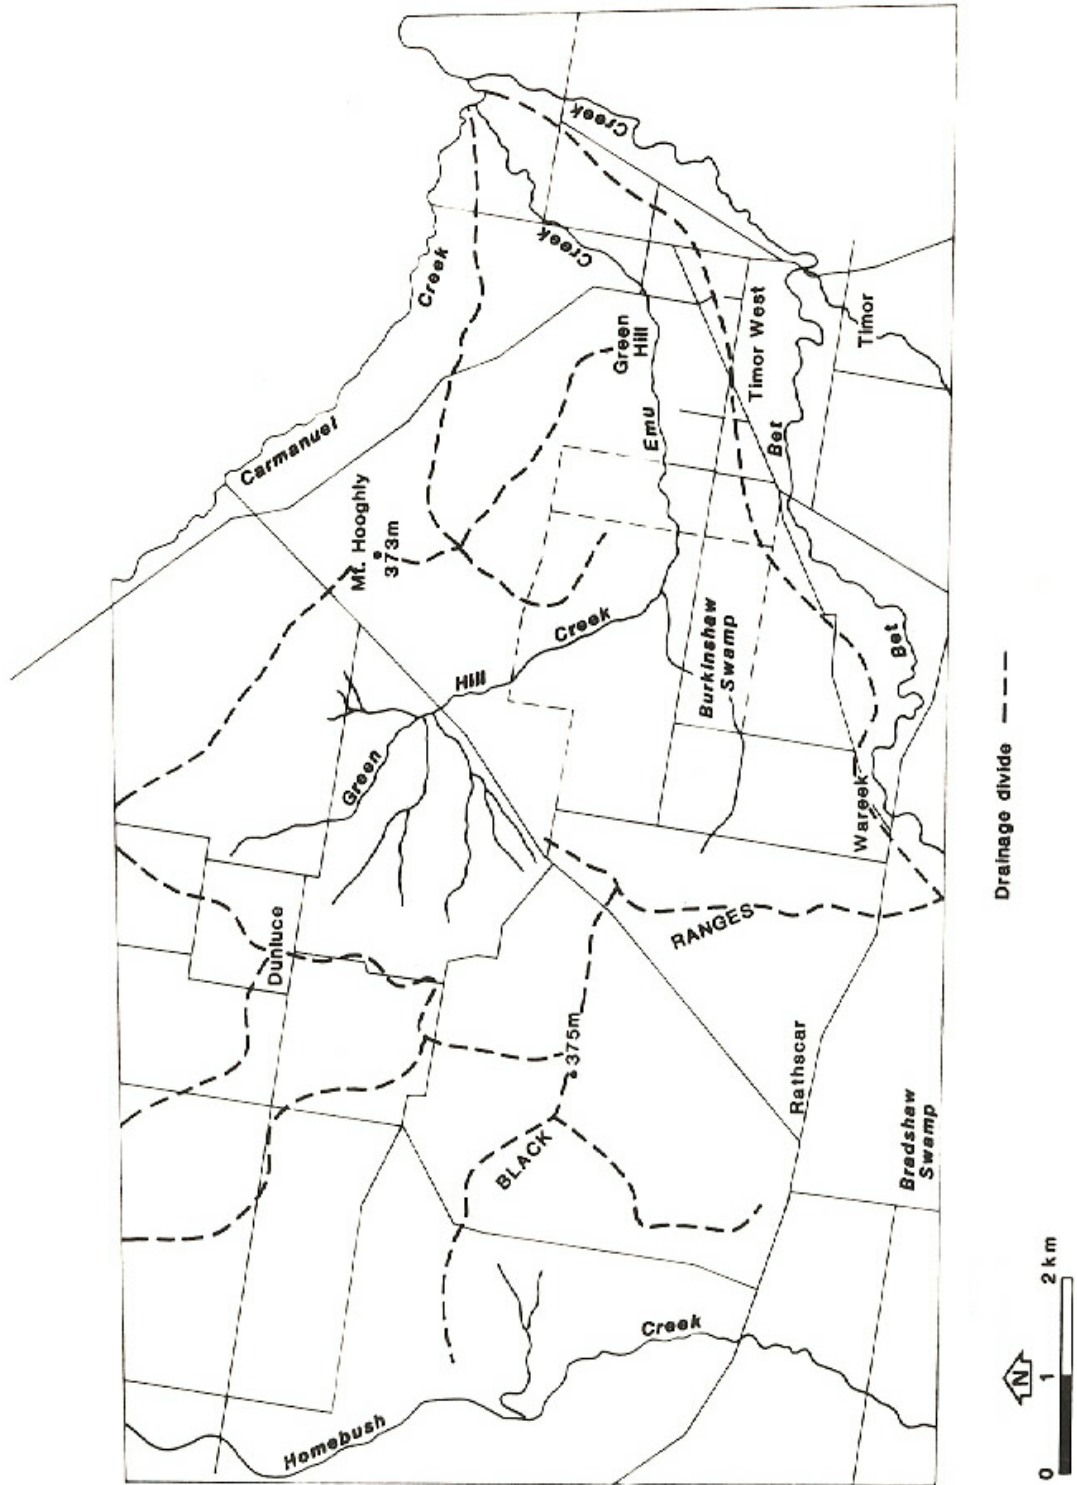 Creek
Creek
Creek
Carmanuel
Mt. Hooghly
373m
Green
Hill
Emu
Timor West
Timor
Bet
Bet
Burkinshaw
Swamp
Creek
Hill
Green
Wareek
Dunluce
RANGES
375m
BLACK
Rathscar
Bradshaw
Swamp
Creek
Homebush
Drainage divide
N
0 1 2 km